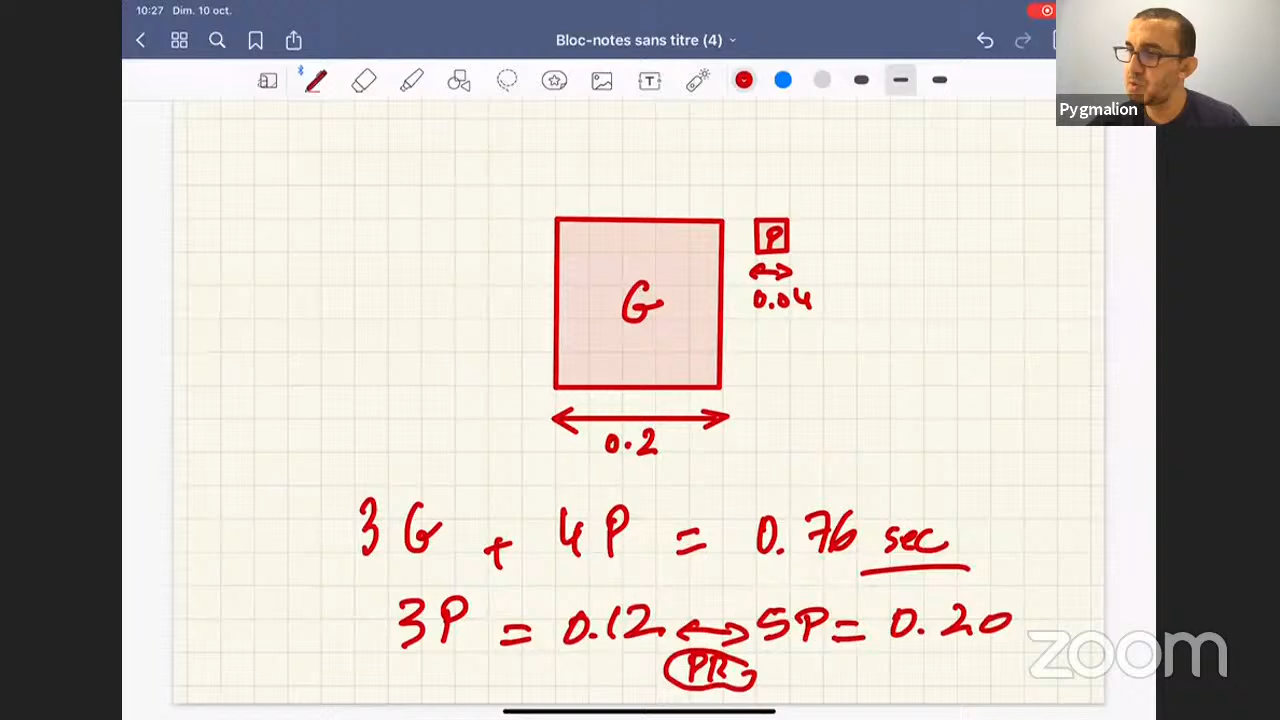 10:27 Dim. 10 oct.
Bloc-notes sans titre (4)
Pygmalion
G
P
0.04
0.2
3G + 4P = 0.76 sec
3P = 0.12 ↔ 5P = 0.20
PR
zoom